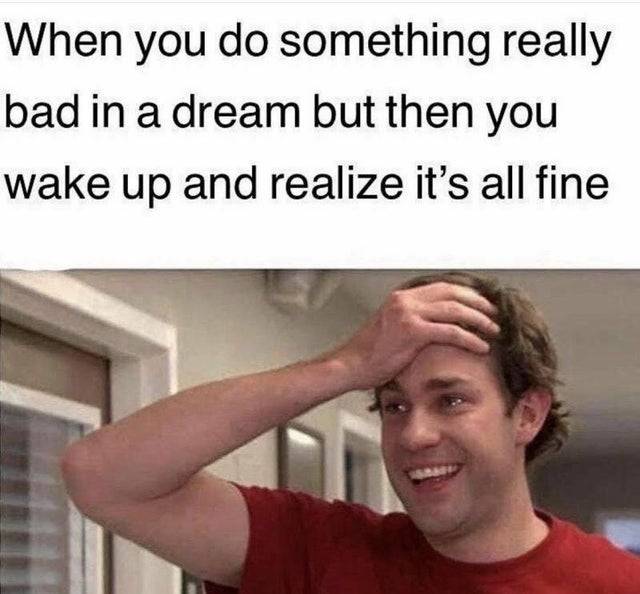 When you do something really
bad in a dream but then you
wake up and realize it’s all fine